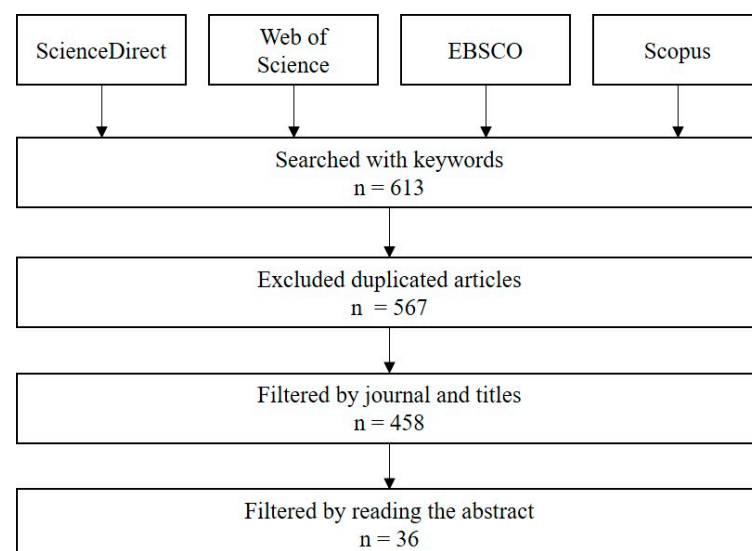 ScienceDirect
Web of
Science
EBSCO
Scopus
Searched with keywords
n = 613
Excluded duplicated articles
n = 567
Filtered by journal and titles
n = 458
Filtered by reading the abstract
n = 36